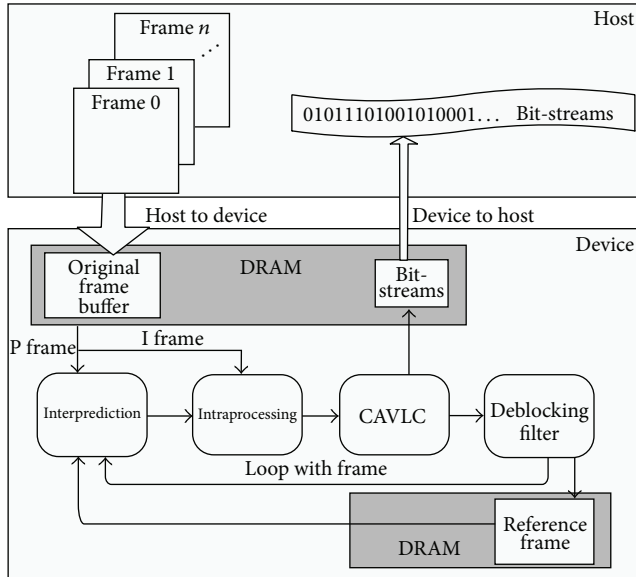 Host
Frame n
...
Frame 1
Frame 0
01011101001010001... Bit-streams
Host to device
Device to host
Device
Original
frame
buffer
DRAM
Bit-
streams
P frame
I frame
Interprediction
Intraprocessing
CAVLC
Deblocking
filter
Loop with frame
Reference
frame
DRAM